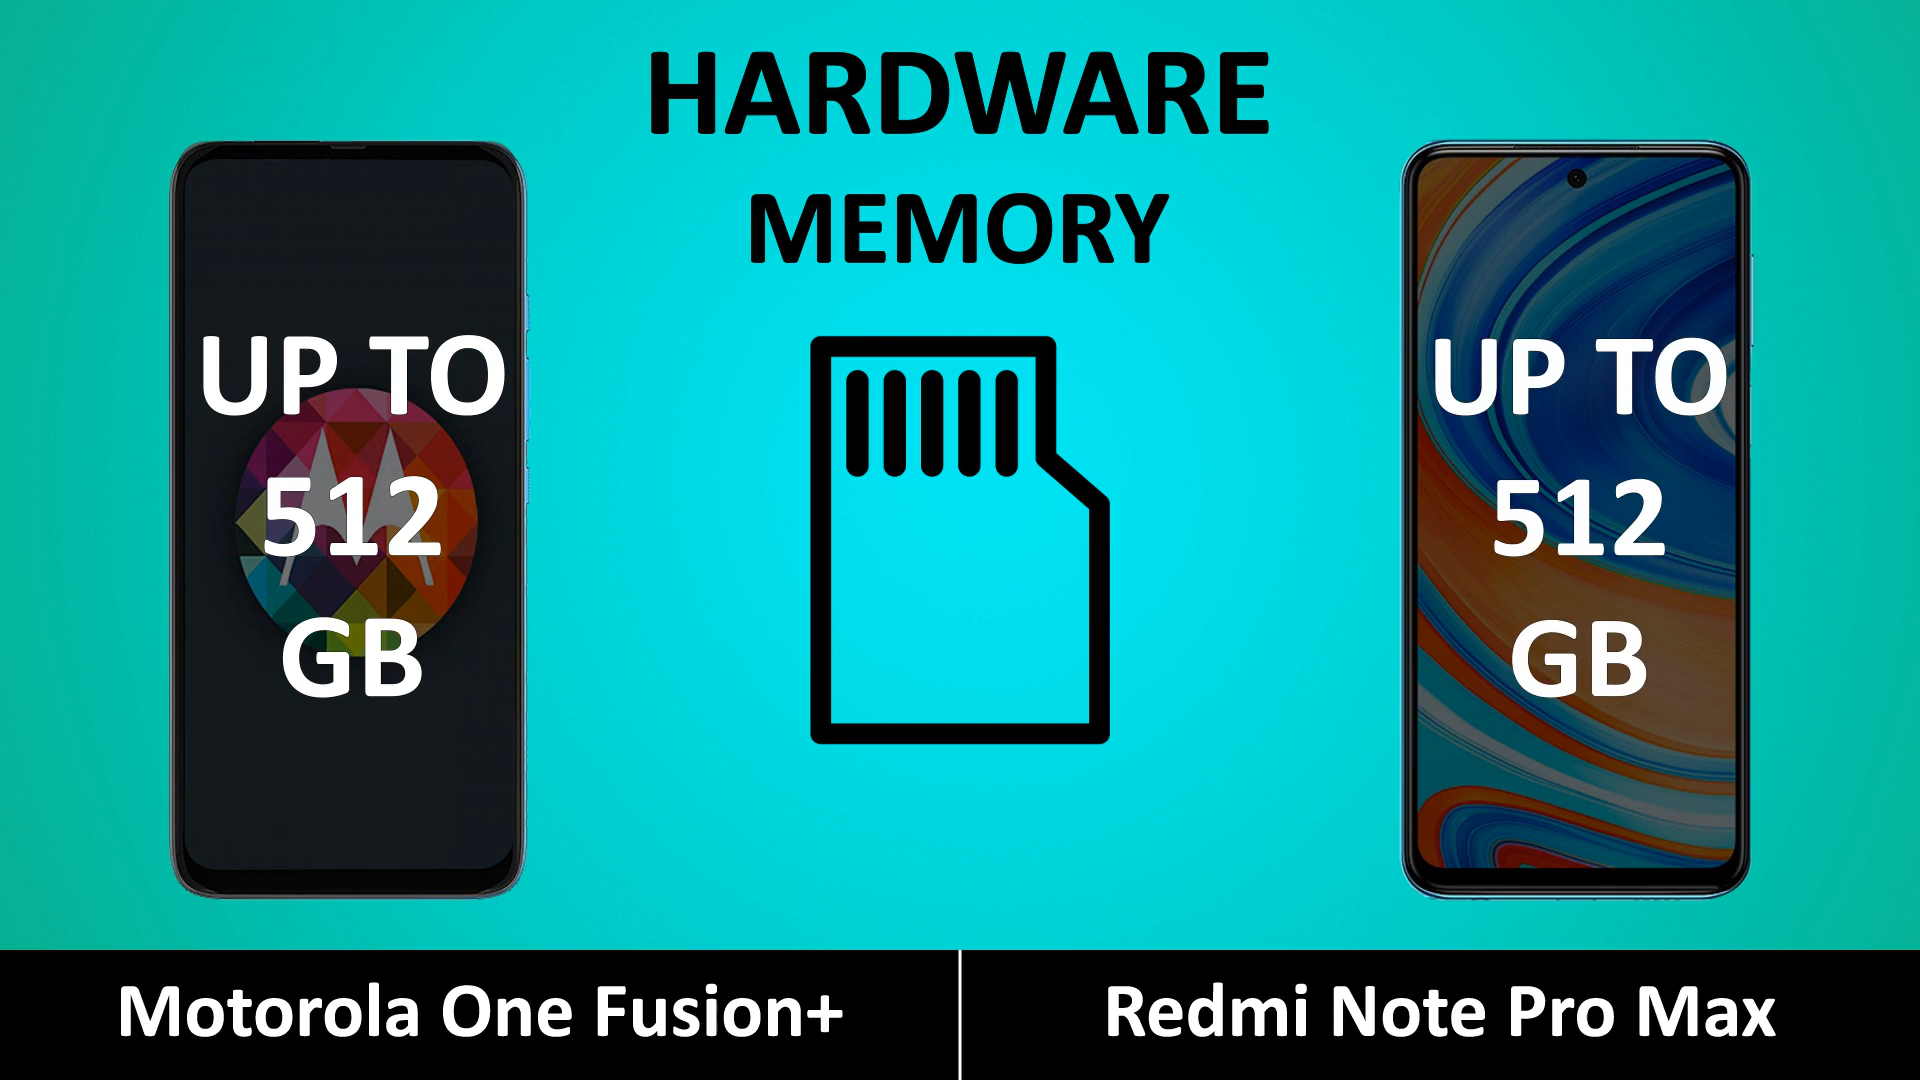 HARDWARE
MEMORY
UP TO
512
GB
UP TO
512
GB
Motorola One Fusion+
Redmi Note Pro Max